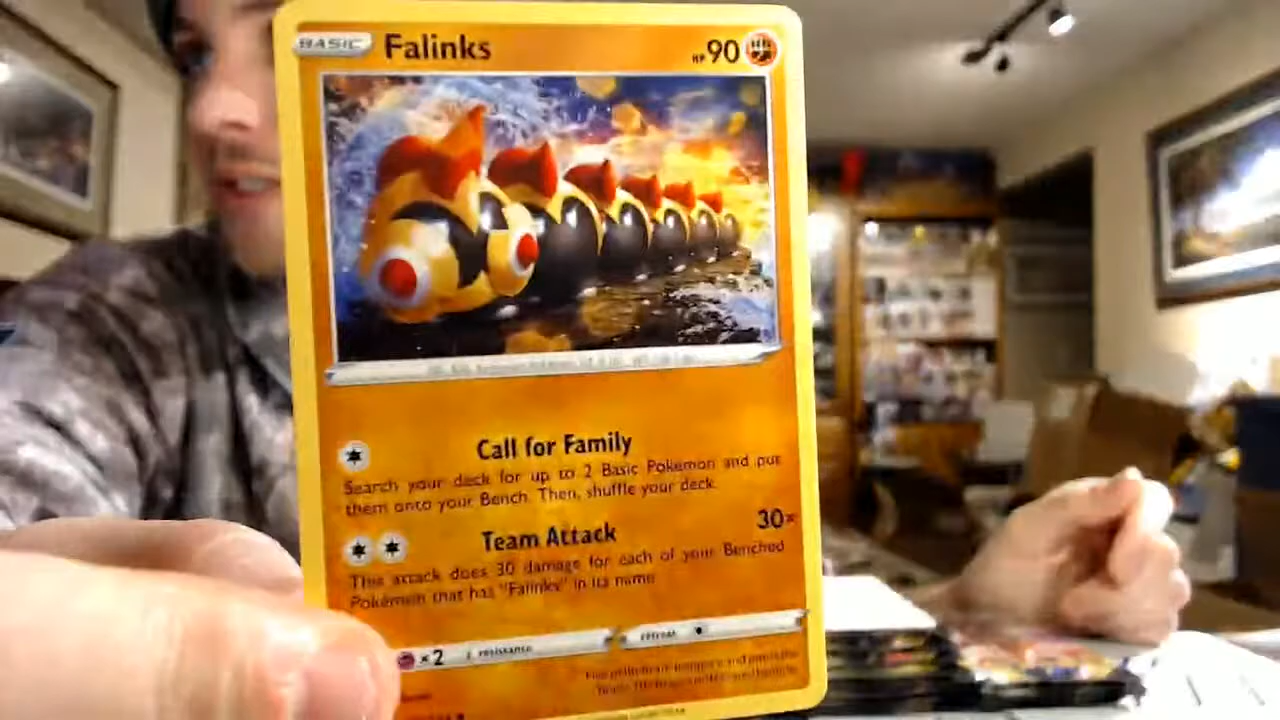 BASIC Falinks HP 90
Call for Family
Search your deck for up to 2 Basic Pokémon and put
them onto your Bench. Then, shuffle your deck.
Team Attack 30×
This attack does 30 damage for each of your Benched
Pokémon that has "Falinks" in its name.
×2 resistance retreat